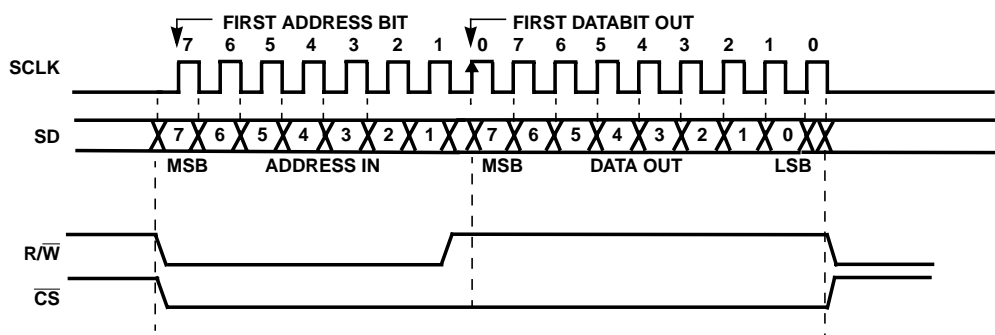 FIRST ADDRESS BIT FIRST DATABIT OUT
7 6 5 4 3 2 1 0 7 6 5 4 3 2 1 0
SCLK
SD 7 6 5 4 3 2 1 7 6 5 4 3 2 1 0
MSB ADDRESS IN MSB DATA OUT LSB
R/W̅
C̅S̅